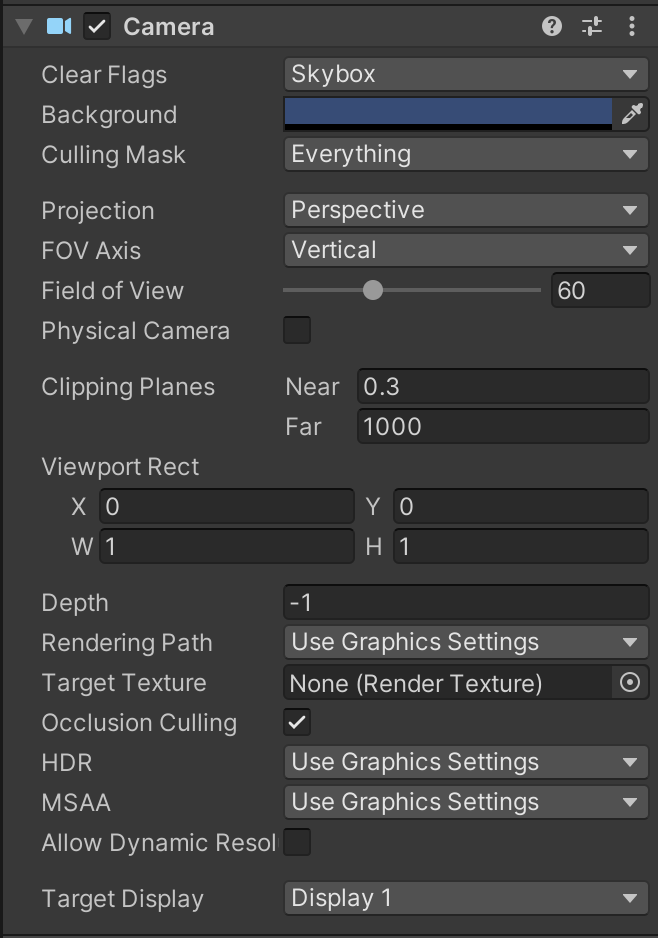 Camera
Clear Flags Skybox
Background
Culling Mask Everything
Projection Perspective
FOV Axis Vertical
Field of View 60
Physical Camera
Clipping Planes Near 0.3
Far 1000
Viewport Rect
X 0 Y 0
W 1 H 1
Depth -1
Rendering Path Use Graphics Settings
Target Texture None (Render Texture)
Occlusion Culling
HDR Use Graphics Settings
MSAA Use Graphics Settings
Allow Dynamic Resol
Target Display Display 1